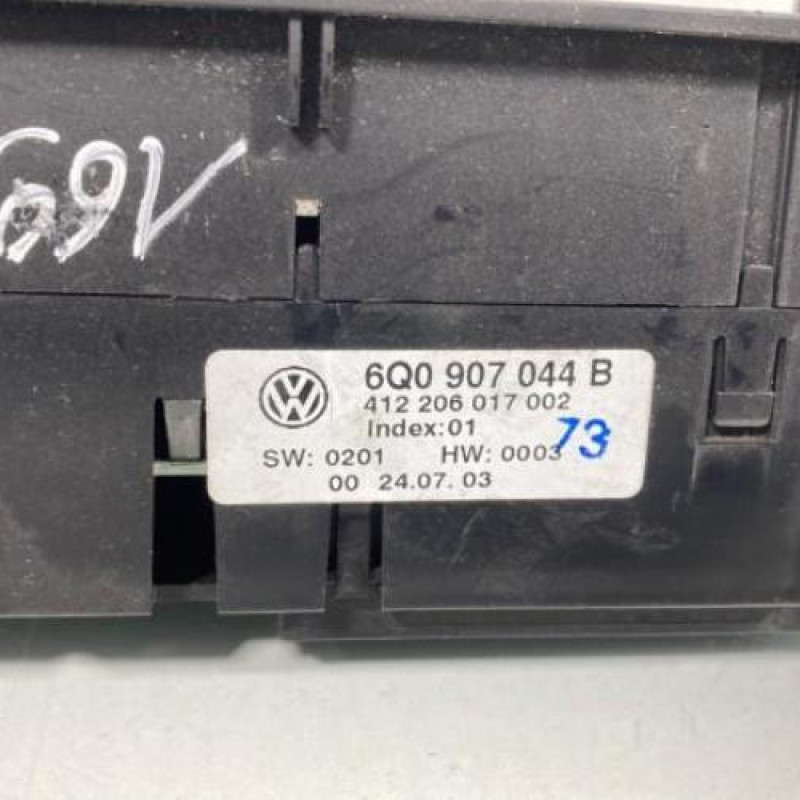 6Q0 907 044 B
412 206 017 002
Index:01
73
SW: 0201 HW: 0003
00 24.07.03